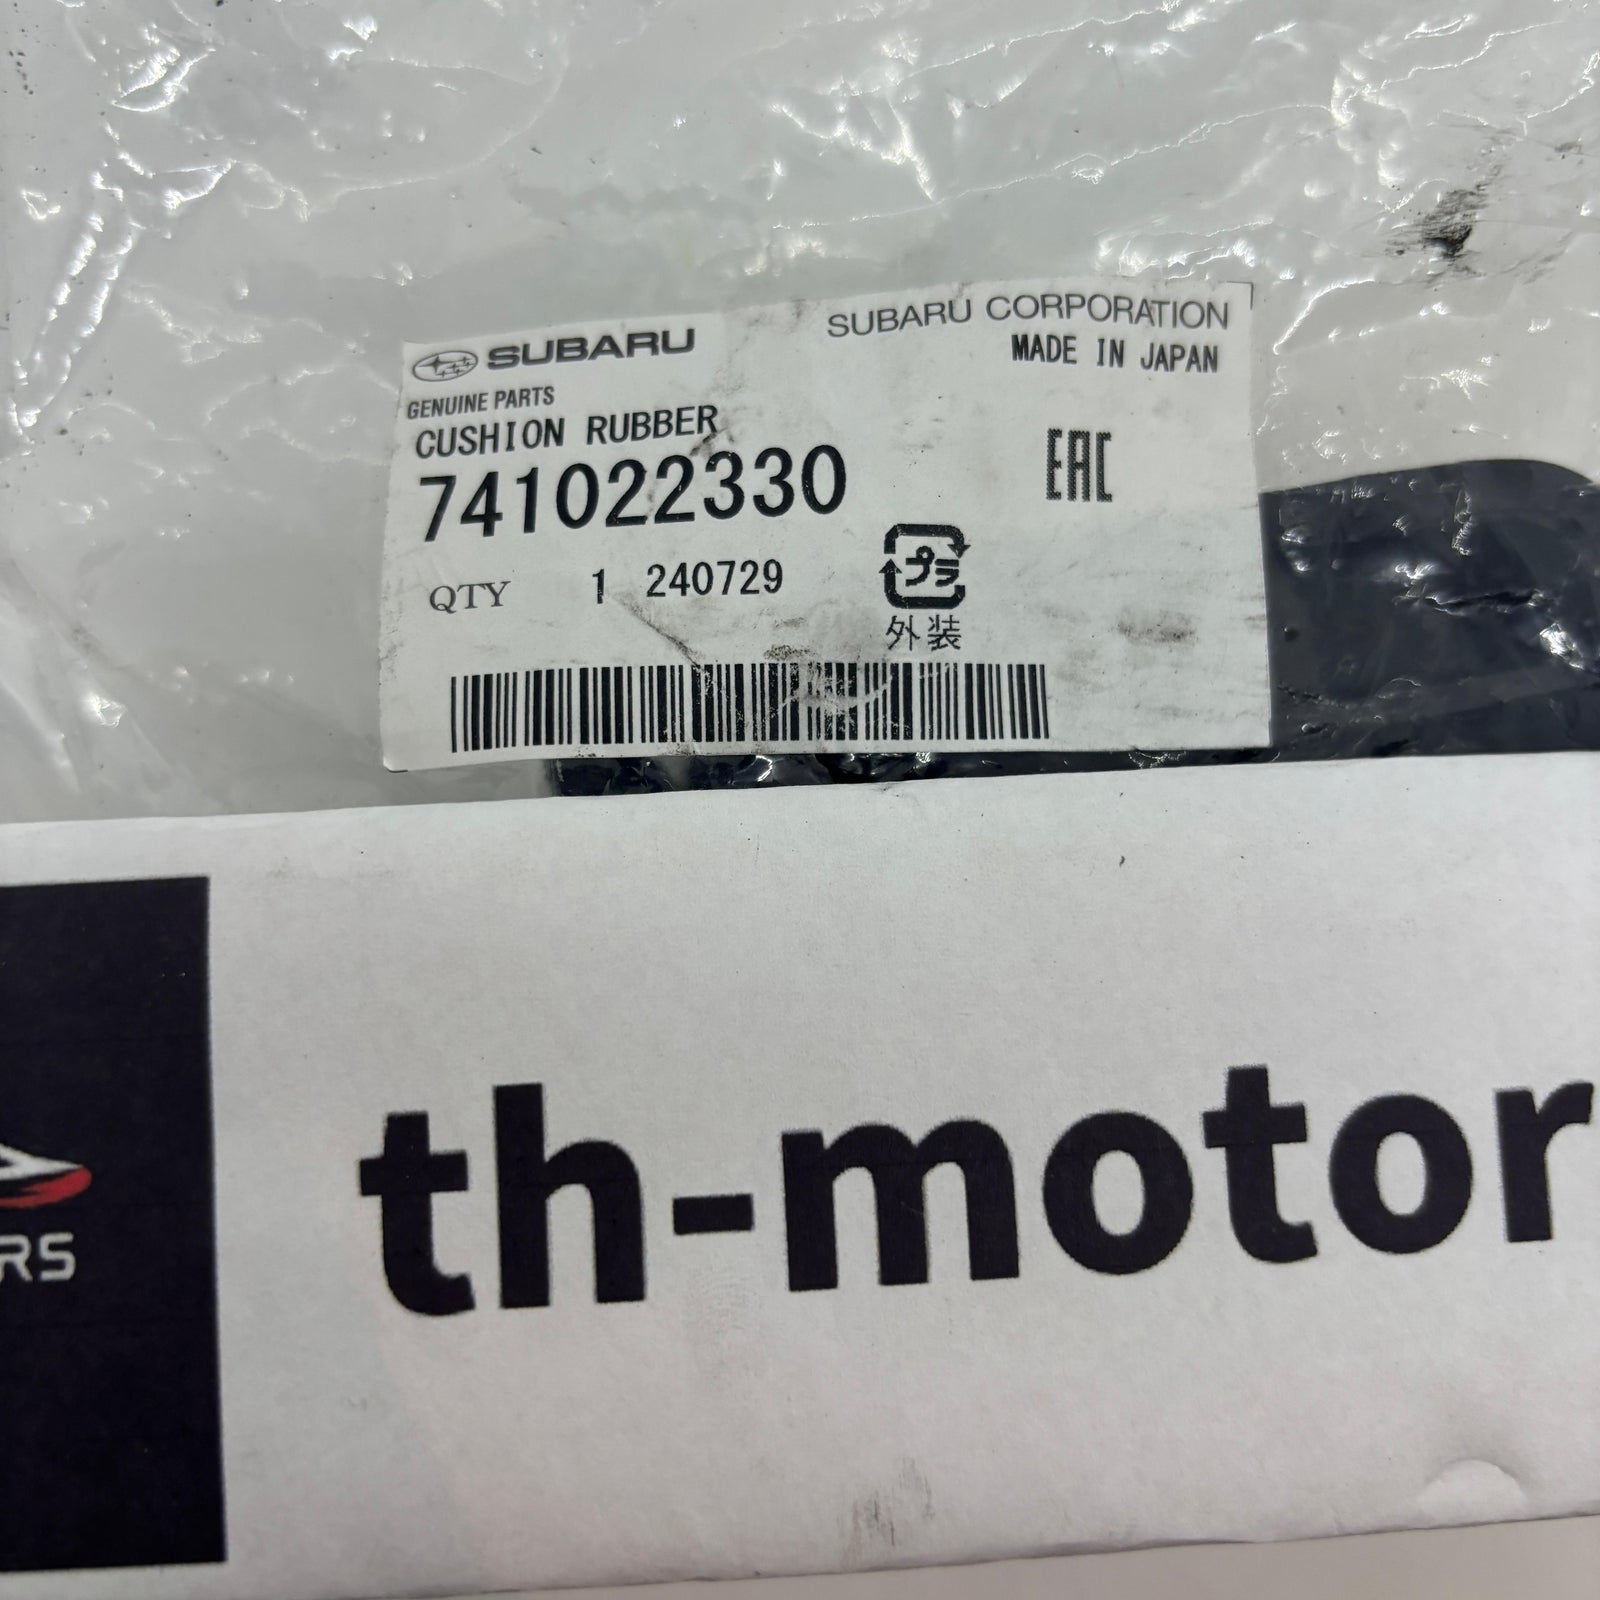 SUBARU
SUBARU CORPORATION
MADE IN JAPAN
GENUINE PARTS
CUSHION RUBBER
741022330
EAC
QTY 1 240729
プラ
外装
th-motor
RS